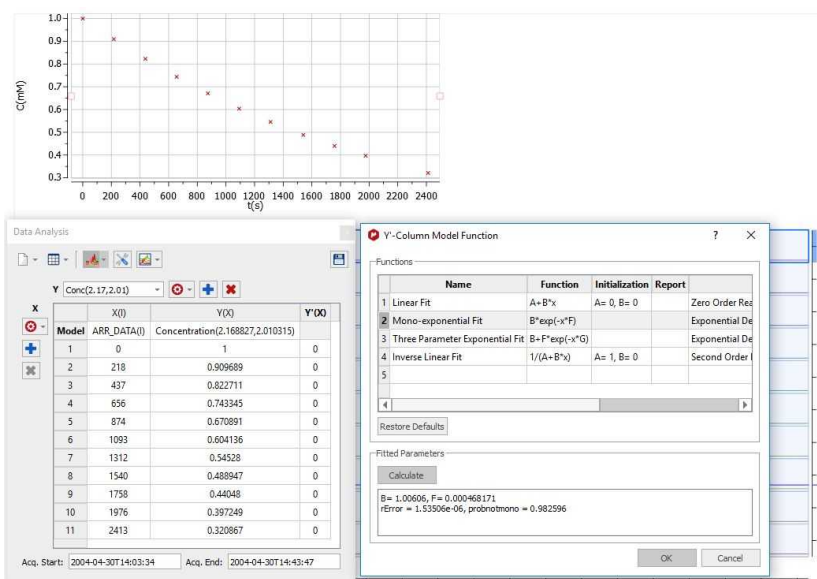 1.0
0.9
0.8
0.7
0.6
0.5
0.4
0.3
C(mM)
0 200 400 600 800 1000 1200 1400 1600 1800 2000 2200 2400
t(s)
Data Analysis
Y Conc(2.17,2.01)
X
X(I) Y(X) Y'(X)
Model ARR_DATA(I) Concentration(2.168827,2.010315)
1 0 1 0
2 218 0.909689 0
3 437 0.822711 0
4 656 0.743345 0
5 874 0.670891 0
6 1093 0.604136 0
7 1312 0.54528 0
8 1540 0.488947 0
9 1758 0.44048 0
10 1976 0.397249 0
11 2413 0.320867 0
Acq. Start: 2004-04-30T14:03:34 Acq. End: 2004-04-30T14:43:47
Y'-Column Model Function ?
Functions
Name Function Initialization Report
1 Linear Fit A+B*x A= 0, B= 0 Zero Order Rea
2 Mono-exponential Fit B*exp(-x*F) Exponential De
3 Three Parameter Exponential Fit B+F*exp(-x*G) Exponential De
4 Inverse Linear Fit 1/(A+B*x) A= 1, B= 0 Second Order
5
Restore Defaults
Fitted Parameters
Calculate
B= 1.00606, F= 0.000468171
rError = 1.53506e-06, probnotmono = 0.982596
OK Cancel